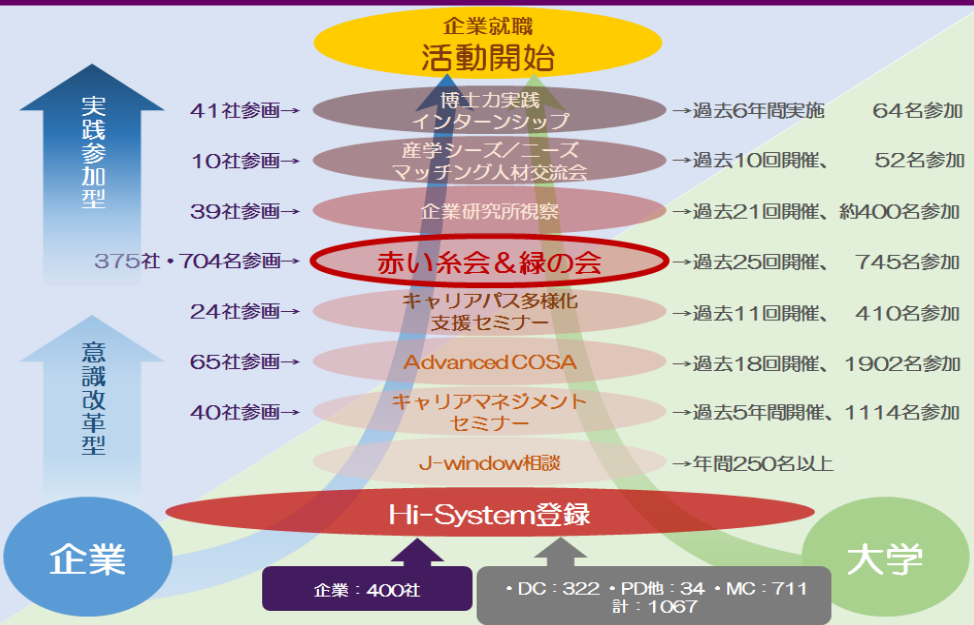 企業就職
活動開始
実践参加型
41社参画→
博士力実践
インターンシップ
→過去6年間実施 64名参加
10社参画→
産学シーズ/ニーズ
マッチング人材交流会
→過去10回開催、 52名参加
39社参画→
企業研究所視察
→過去21回開催、約400名参加
375社・704名参画→
赤い糸会&緑の会
→過去25回開催、 745名参加
24社参画→
キャリアパス多様化
支援セミナー
→過去11回開催、 410名参加
意識改革型
65社参画→
Advanced COSA
→過去18回開催、 1902名参加
40社参画→
キャリアマネジメント
セミナー
→過去5年間開催、1114名参加
J-window相談
→年間250名以上
Hi-System登録
企業
大学
企業:400社
・DC:322 ・PD他:34 ・MC:711
計:1067